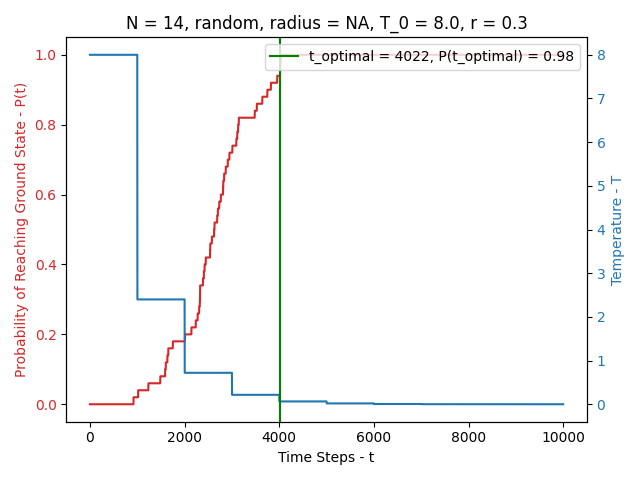 N = 14, random, radius = NA, T_0 = 8.0, r = 0.3
t_optimal = 4022, P(t_optimal) = 0.98
Probability of Reaching Ground State - P(t)
1.0
0.8
0.6
0.4
0.2
0.0
8
7
6
5
4
3
2
1
0
Temperature - T
0 2000 4000 6000 8000 10000
Time Steps - t